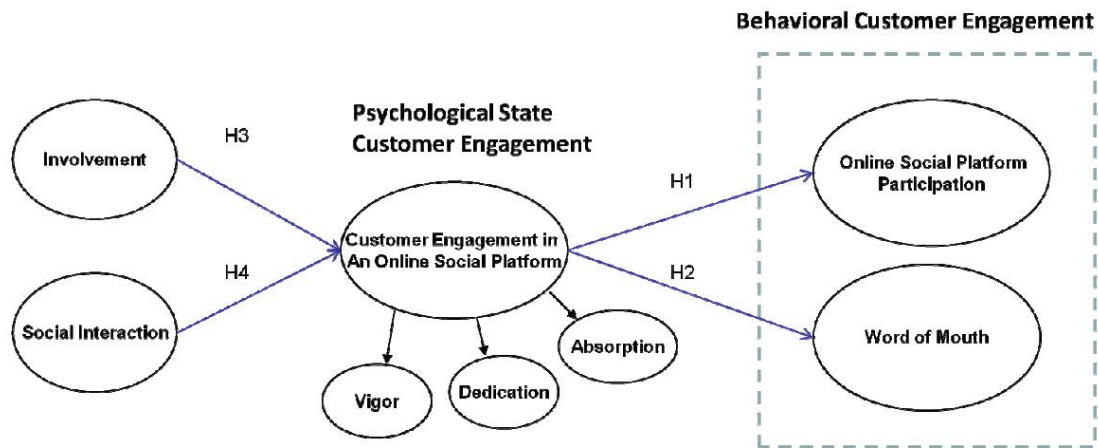 Behavioral Customer Engagement
Psychological State
Customer Engagement
H3
Involvement
H1
Online Social Platform
Participation
Customer Engagement in
An Online Social Platform
H4
H2
Social Interaction
Word of Mouth
Absorption
Dedication
Vigor